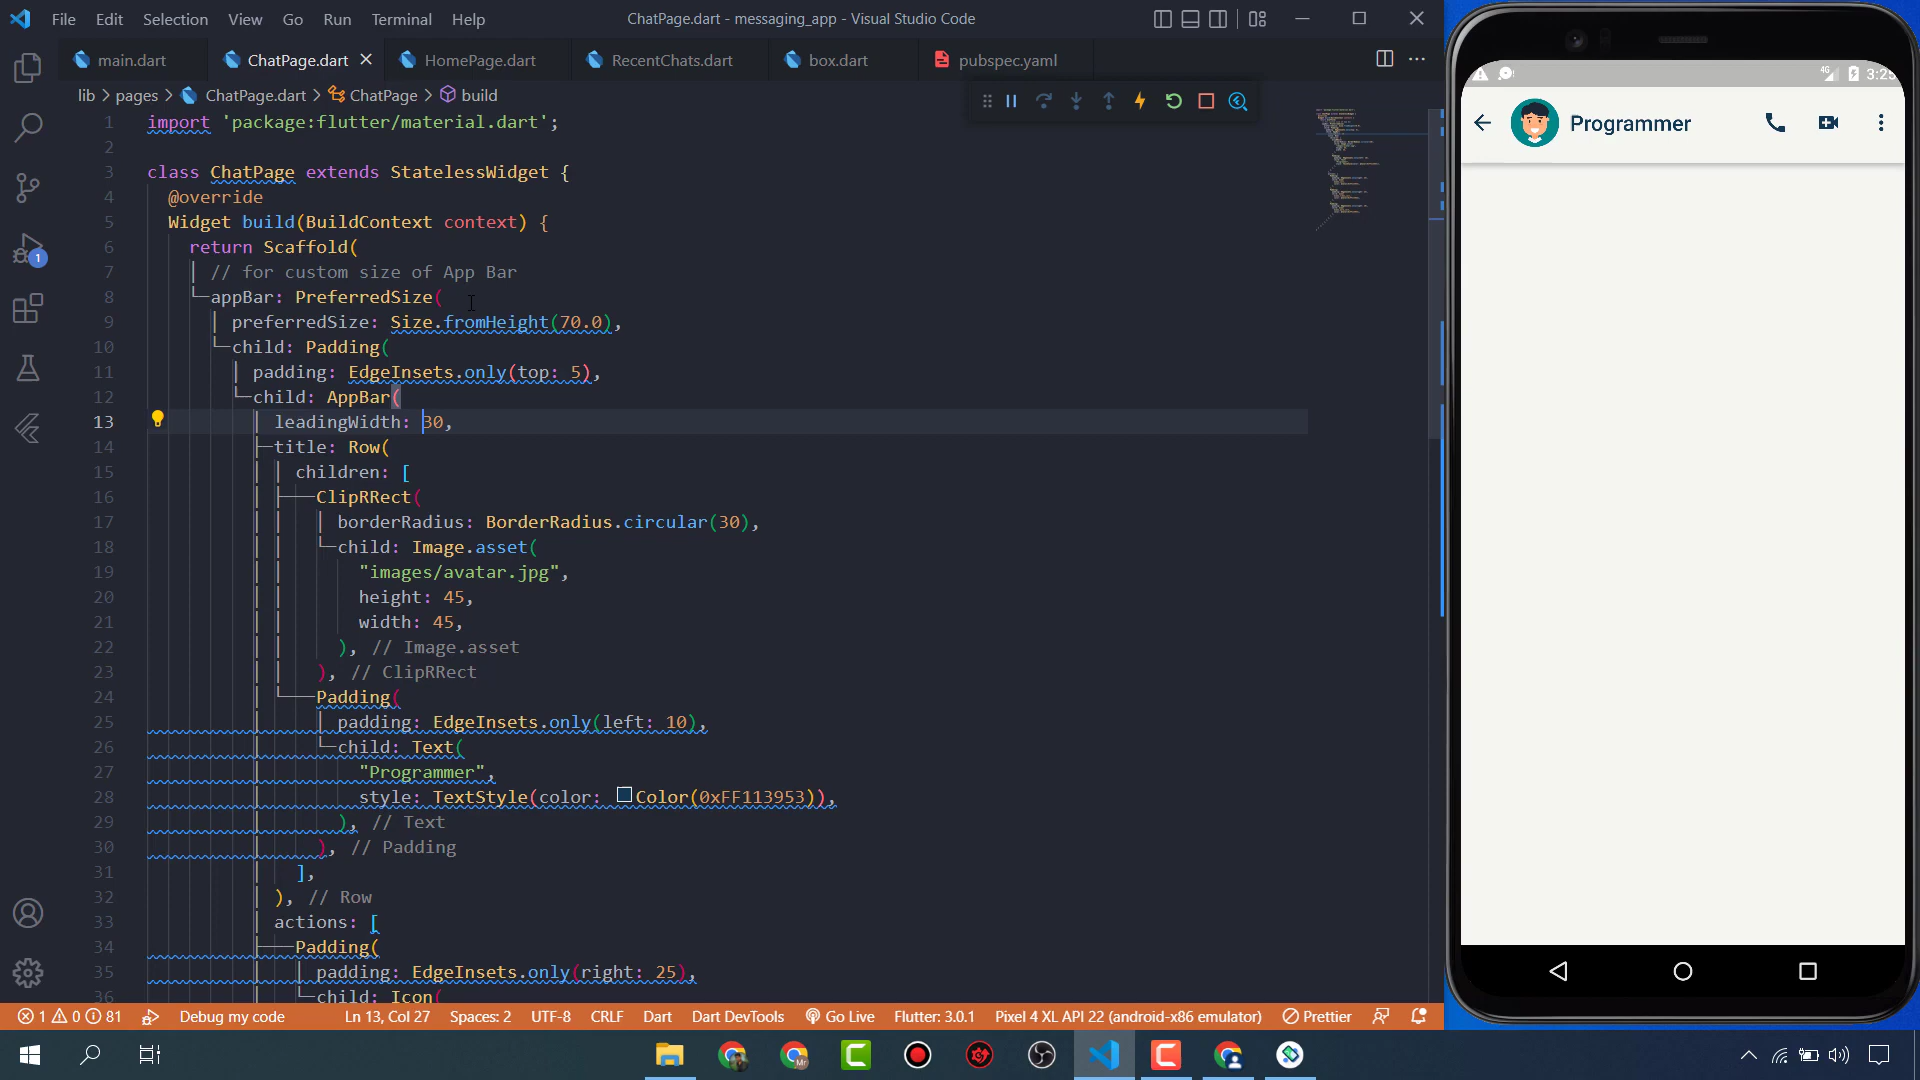 File Edit Selection View Go Run Terminal Help
ChatPage.dart - messaging_app - Visual Studio Code
main.dart ChatPage.dart HomePage.dart RecentChats.dart box.dart pubspec.yaml
lib > pages > ChatPage.dart > ChatPage > build
1 import 'package:flutter/material.dart';
2
3 class ChatPage extends StatelessWidget {
4 @override
5 Widget build(BuildContext context) {
6 return Scaffold(
7 // for custom size of App Bar
8 appBar: PreferredSize(
9 preferredSize: Size.fromHeight(70.0),
10 child: Padding(
11 padding: EdgeInsets.only(top: 5),
12 child: AppBar(
13 leadingWidth: 30,
14 title: Row(
15 children: [
16 ClipRRect(
17 borderRadius: BorderRadius.circular(30),
18 child: Image.asset(
19 "images/avatar.jpg",
20 height: 45,
21 width: 45,
22 ), // Image.asset
23 ), // ClipRRect
24 Padding(
25 padding: EdgeInsets.only(left: 10),
26 child: Text(
27 "Programmer",
28 style: TextStyle(color: Color(0xFF113953)),
29 ), // Text
30 ), // Padding
31 ],
32 ), // Row
33 actions: [
34 Padding(
35 padding: EdgeInsets.only(right: 25),
36 child: Icon(
1
1 0 81 Debug my code Ln 13, Col 27 Spaces: 2 UTF-8 CRLF Dart Dart DevTools Go Live Flutter: 3.0.1 Pixel 4 XL API 22 (android-x86 emulator) Prettier
4G 3:25
Programmer